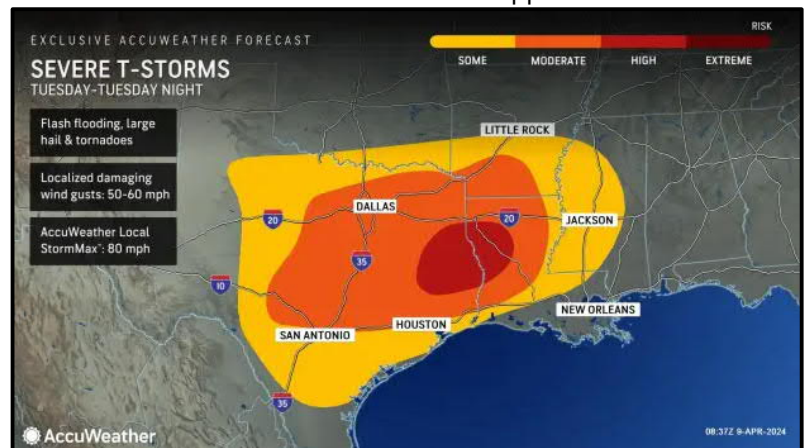 EXCLUSIVE ACCUWEATHER FORECAST
SEVERE T-STORMS
TUESDAY-TUESDAY NIGHT
RISK
SOME MODERATE HIGH EXTREME
Flash flooding, large
hail & tornadoes
Localized damaging
wind gusts: 50-60 mph
AccuWeather Local
StormMax™: 80 mph
LITTLE ROCK
DALLAS
20
20
JACKSON
35
10
NEW ORLEANS
HOUSTON
SAN ANTONIO
35
AccuWeather
08:37Z 9-APR-2024